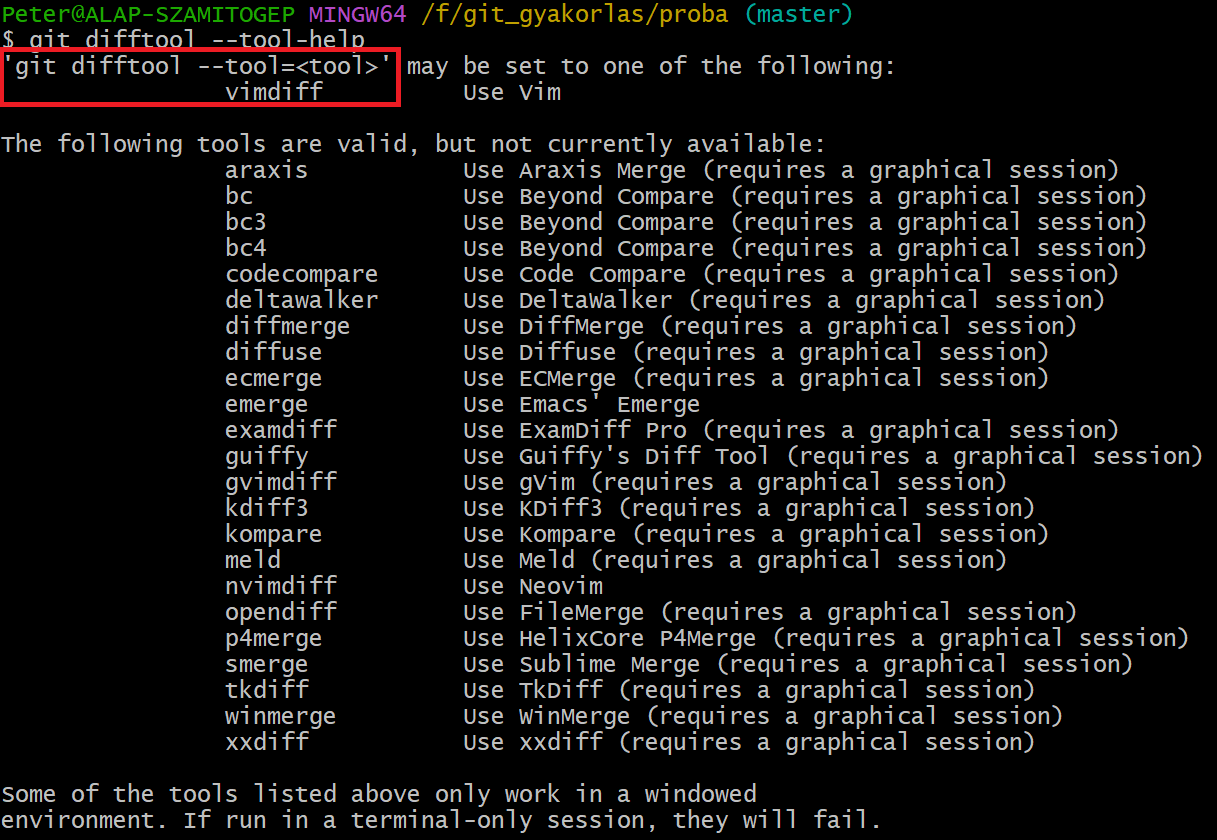 Peter@ALAP-SZAMITOGEP MINGW64 /f/git_gyakorlas/proba (master)
$ git difftool --tool-help
'git difftool --tool=<tool>' may be set to one of the following:
vimdiff Use Vim
The following tools are valid, but not currently available:
araxis Use Araxis Merge (requires a graphical session)
bc Use Beyond Compare (requires a graphical session)
bc3 Use Beyond Compare (requires a graphical session)
bc4 Use Beyond Compare (requires a graphical session)
codecompare Use Code Compare (requires a graphical session)
deltawalker Use DeltaWalker (requires a graphical session)
diffmerge Use DiffMerge (requires a graphical session)
diffuse Use Diffuse (requires a graphical session)
ecmerge Use ECMerge (requires a graphical session)
emerge Use Emacs' Emerge
examdiff Use ExamDiff Pro (requires a graphical session)
guiffy Use Guiffy's Diff Tool (requires a graphical session)
gvimdiff Use gVim (requires a graphical session)
kdiff3 Use KDiff3 (requires a graphical session)
kompare Use Kompare (requires a graphical session)
meld Use Meld (requires a graphical session)
nvimdiff Use Neovim
opendiff Use FileMerge (requires a graphical session)
p4merge Use HelixCore P4Merge (requires a graphical session)
smerge Use Sublime Merge (requires a graphical session)
tkdiff Use TkDiff (requires a graphical session)
winmerge Use WinMerge (requires a graphical session)
xxdiff Use xxdiff (requires a graphical session)
Some of the tools listed above only work in a windowed
environment. If run in a terminal-only session, they will fail.